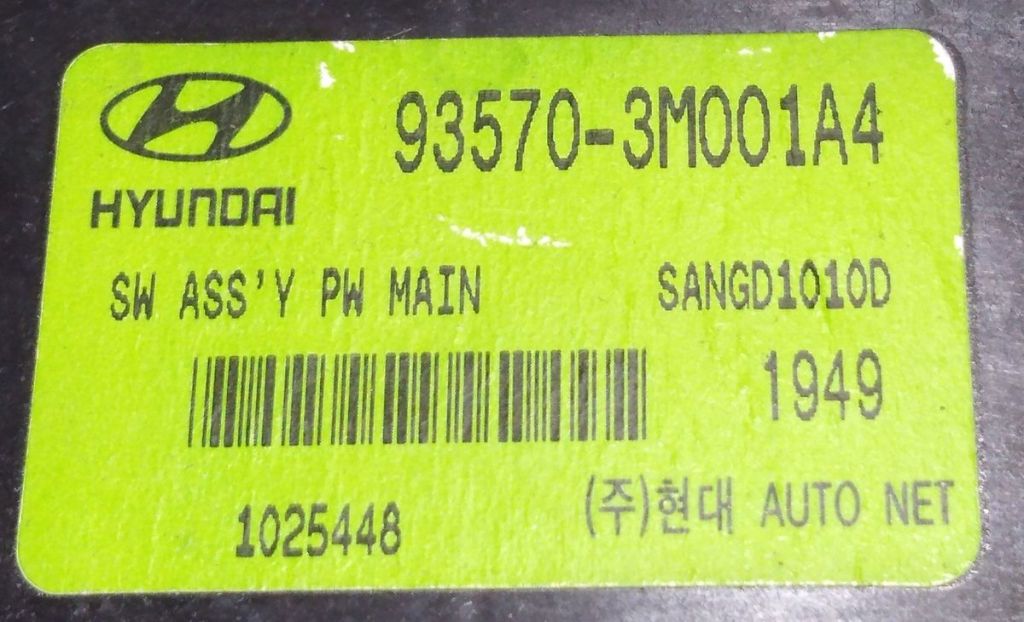 93570-3M001A4
HYUNDAI
SW ASS'Y PW MAIN
SANGD1010D
1949
1025448
(주)현대 AUTO NET